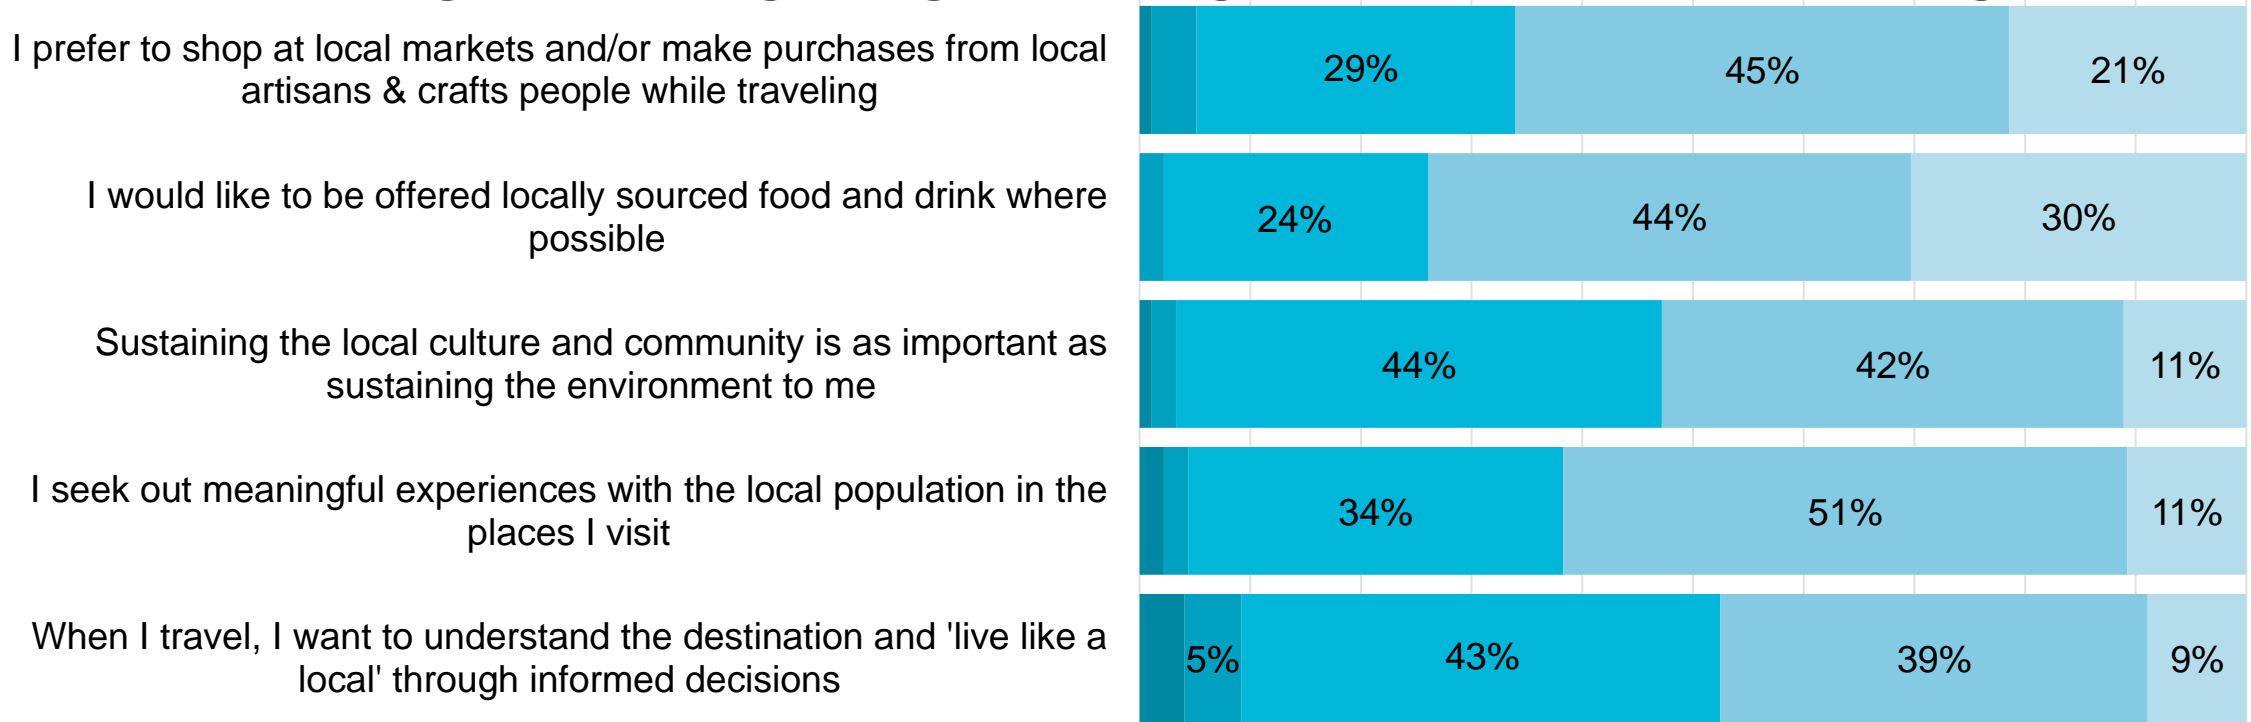 I prefer to shop at local markets and/or make purchases from local
artisans & crafts people while traveling
29% 45% 21%
I would like to be offered locally sourced food and drink where
possible
24% 44% 30%
Sustaining the local culture and community is as important as
sustaining the environment to me
44% 42% 11%
I seek out meaningful experiences with the local population in the
places I visit
34% 51% 11%
When I travel, I want to understand the destination and 'live like a
local' through informed decisions
5% 43% 39% 9%